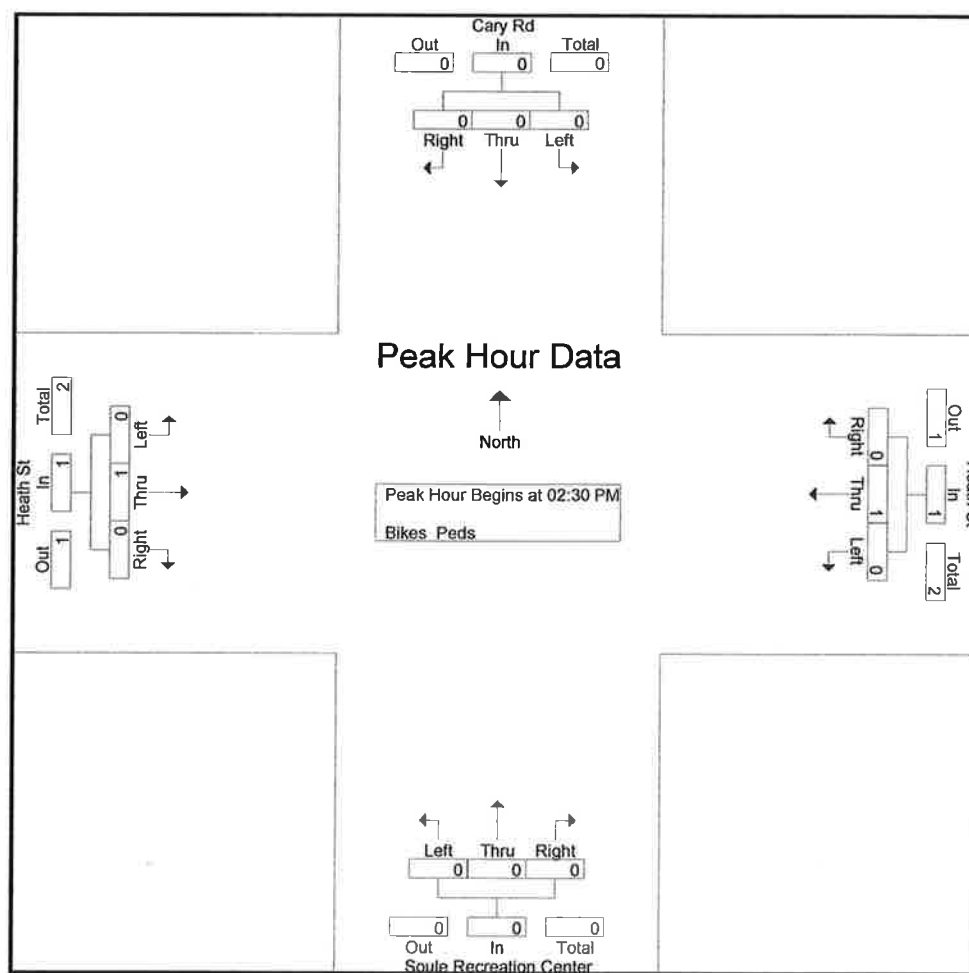 Cary Rd
Out In Total
0 0 0
0 0 0
Right Thru Left
Peak Hour Data
North
Peak Hour Begins at 02:30 PM
Bikes Peds
Heath St
Total In Out
2 1 1
0 1 0
Left Thru Right
Right Thru Left
0 1 0
Out In Total
1 1 2
Left Thru Right
0 0 0
0 0 0
Out In Total
Soule Recreation Center